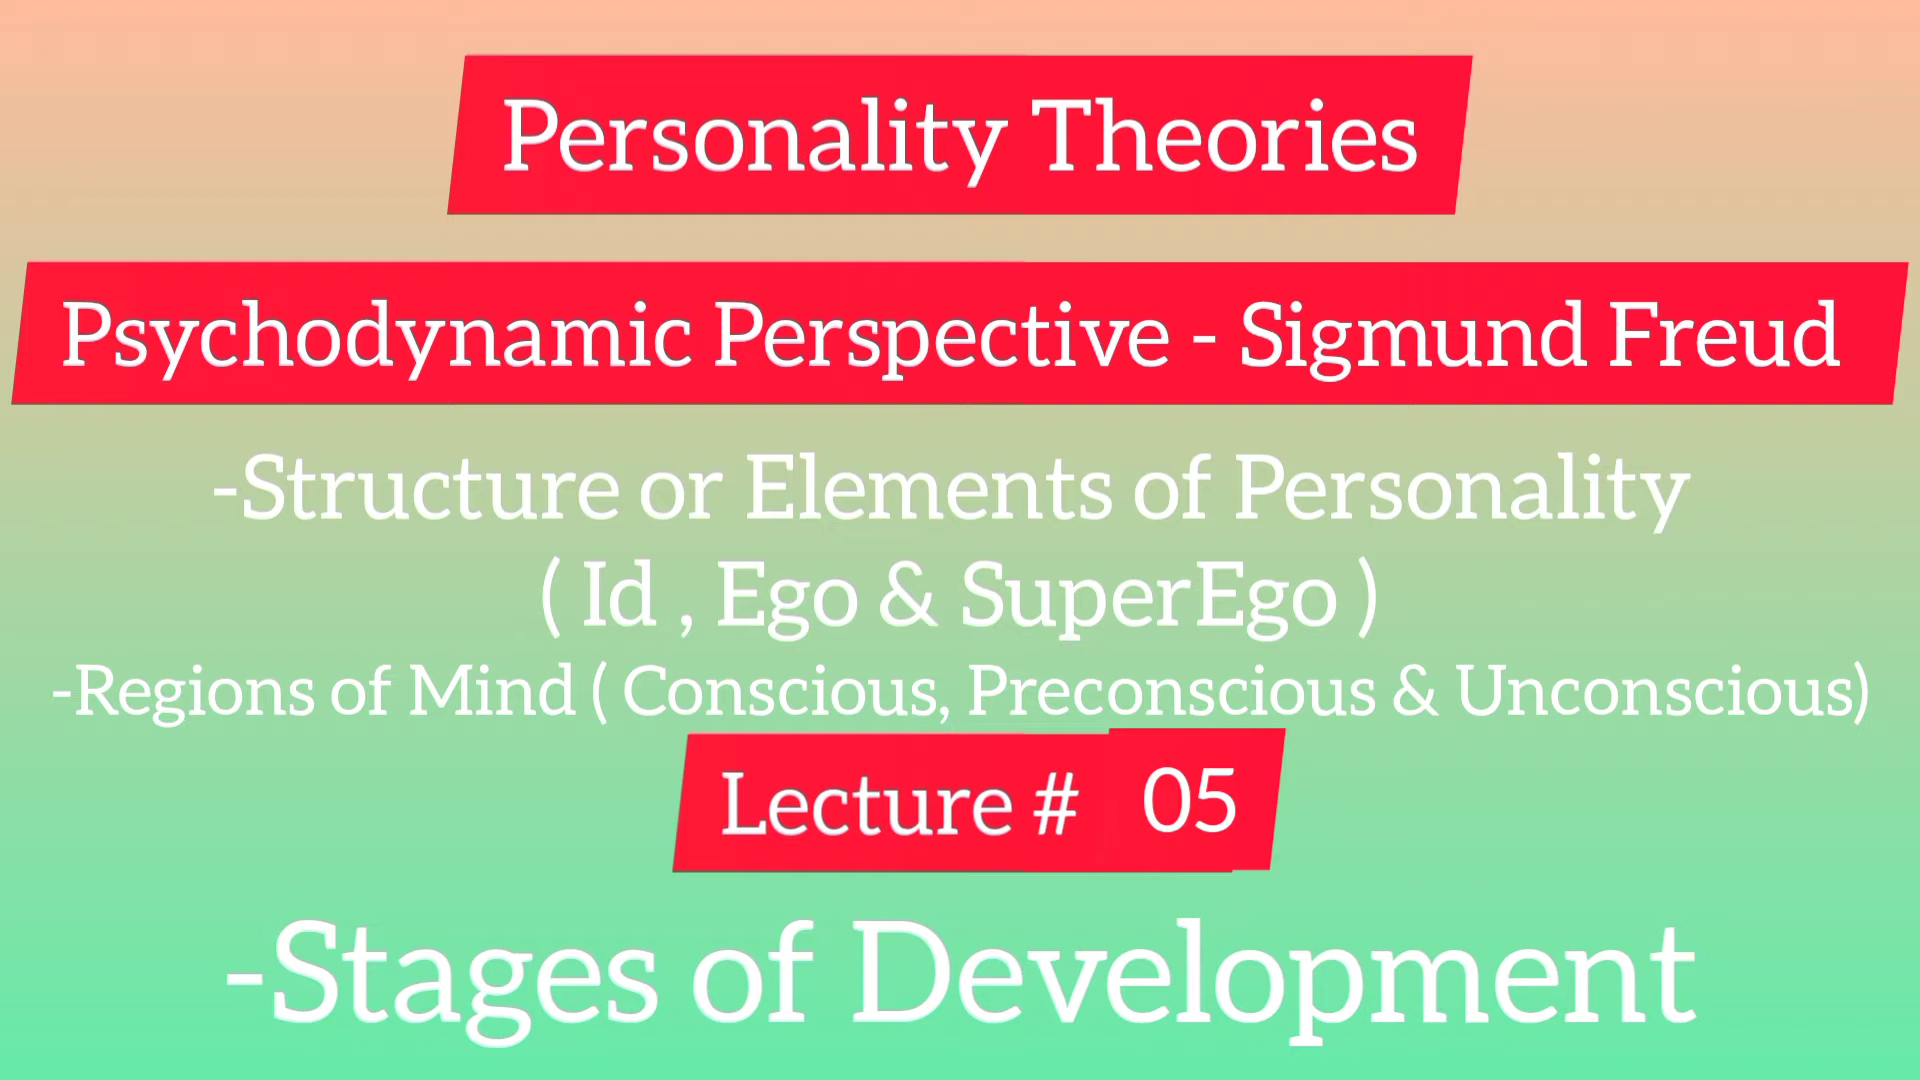 Personality Theories
Psychodynamic Perspective - Sigmund Freud
-Structure or Elements of Personality
( Id , Ego & SuperEgo )
-Regions of Mind ( Conscious, Preconscious & Unconscious)
Lecture # 05
-Stages of Development